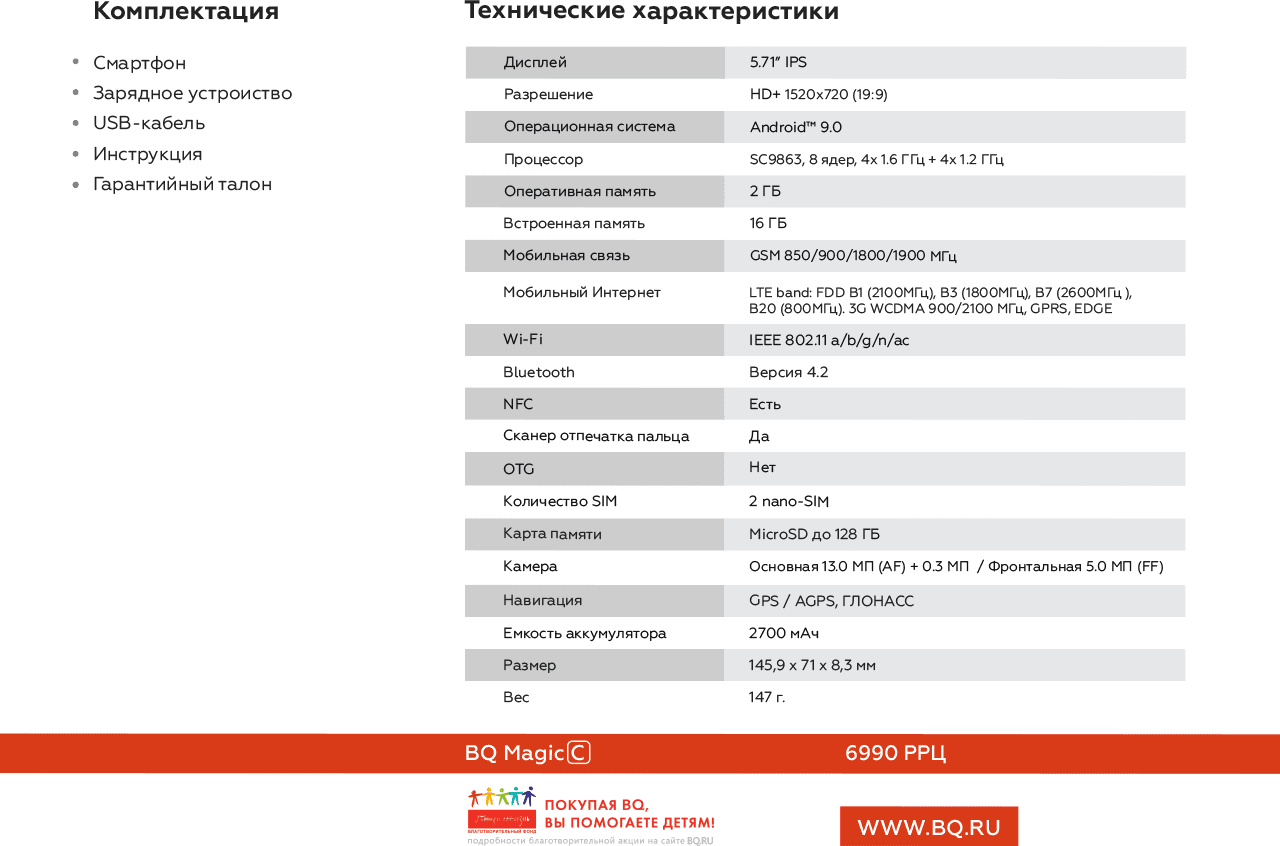 Комплектация
Смартфон
Зарядное устроиство
USB-кабель
Инструкция
Гарантийный талон
Технические характеристики
Дисплей 5.71” IPS
Разрешение HD+ 1520x720 (19:9)
Операционная система Android™ 9.0
Процессор SC9863, 8 ядер, 4x 1.6 ГГц + 4x 1.2 ГГц
Оперативная память 2 ГБ
Встроенная память 16 ГБ
Мобильная связь GSM 850/900/1800/1900 МГц
Мобильный Интернет LTE band: FDD B1 (2100МГц), B3 (1800МГц), B7 (2600МГц ),
B20 (800МГц). 3G WCDMA 900/2100 МГц, GPRS, EDGE
Wi-Fi IEEE 802.11 a/b/g/n/ac
Bluetooth Версия 4.2
NFC Есть
Сканер отпечатка пальца Да
OTG Нет
Количество SIM 2 nano-SIM
Карта памяти MicroSD до 128 ГБ
Камера Основная 13.0 МП (AF) + 0.3 МП / Фронтальная 5.0 МП (FF)
Навигация GPS / AGPS, ГЛОНАСС
Емкость аккумулятора 2700 мАч
Размер 145,9 x 71 x 8,3 мм
Вес 147 г.
BQ Magic C 6990 РРЦ
ПОКУПАЯ BQ,
ВЫ ПОМОГАЕТЕ ДЕТЯМ!
БЛАГОТВОРИТЕЛЬНЫЙ ФОНД
подробности благотворительной акции на сайте BQ.RU
WWW.BQ.RU